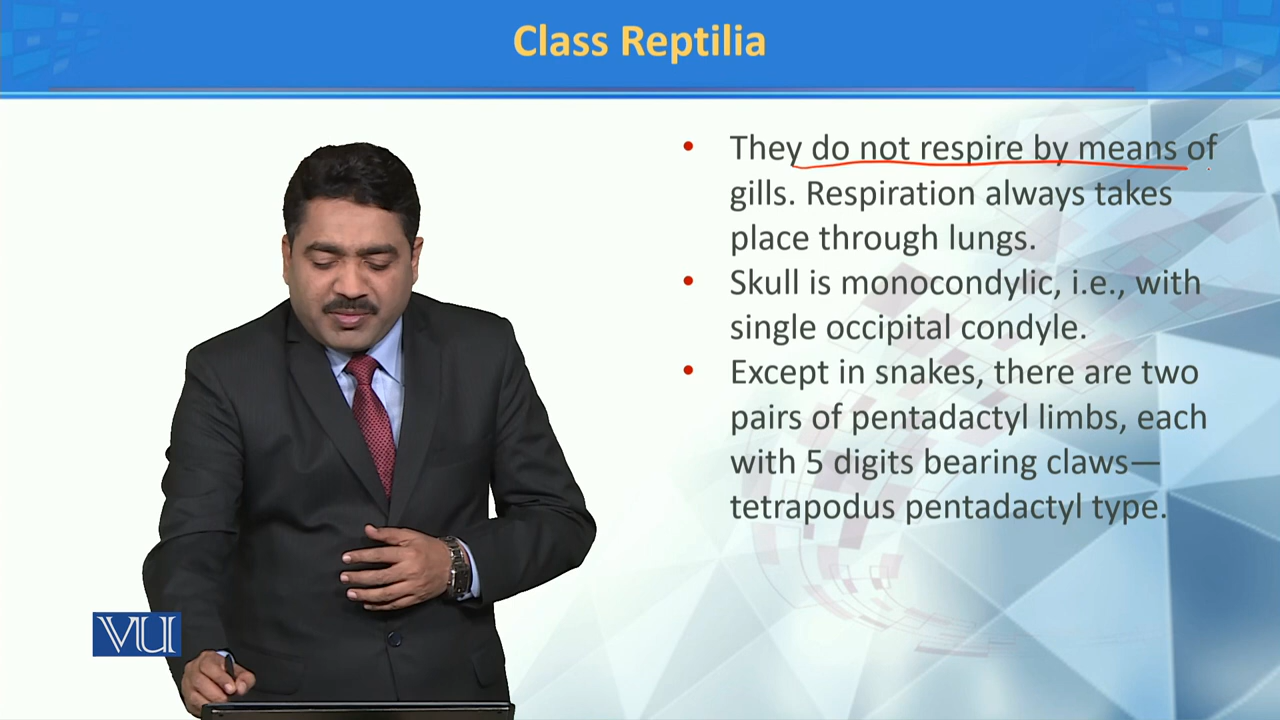 Class Reptilia
• They do not respire by means of
gills. Respiration always takes
place through lungs.
• Skull is monocondylic, i.e., with
single occipital condyle.
• Except in snakes, there are two
pairs of pentadactyl limbs, each
with 5 digits bearing claws—
tetrapodus pentadactyl type.
VU